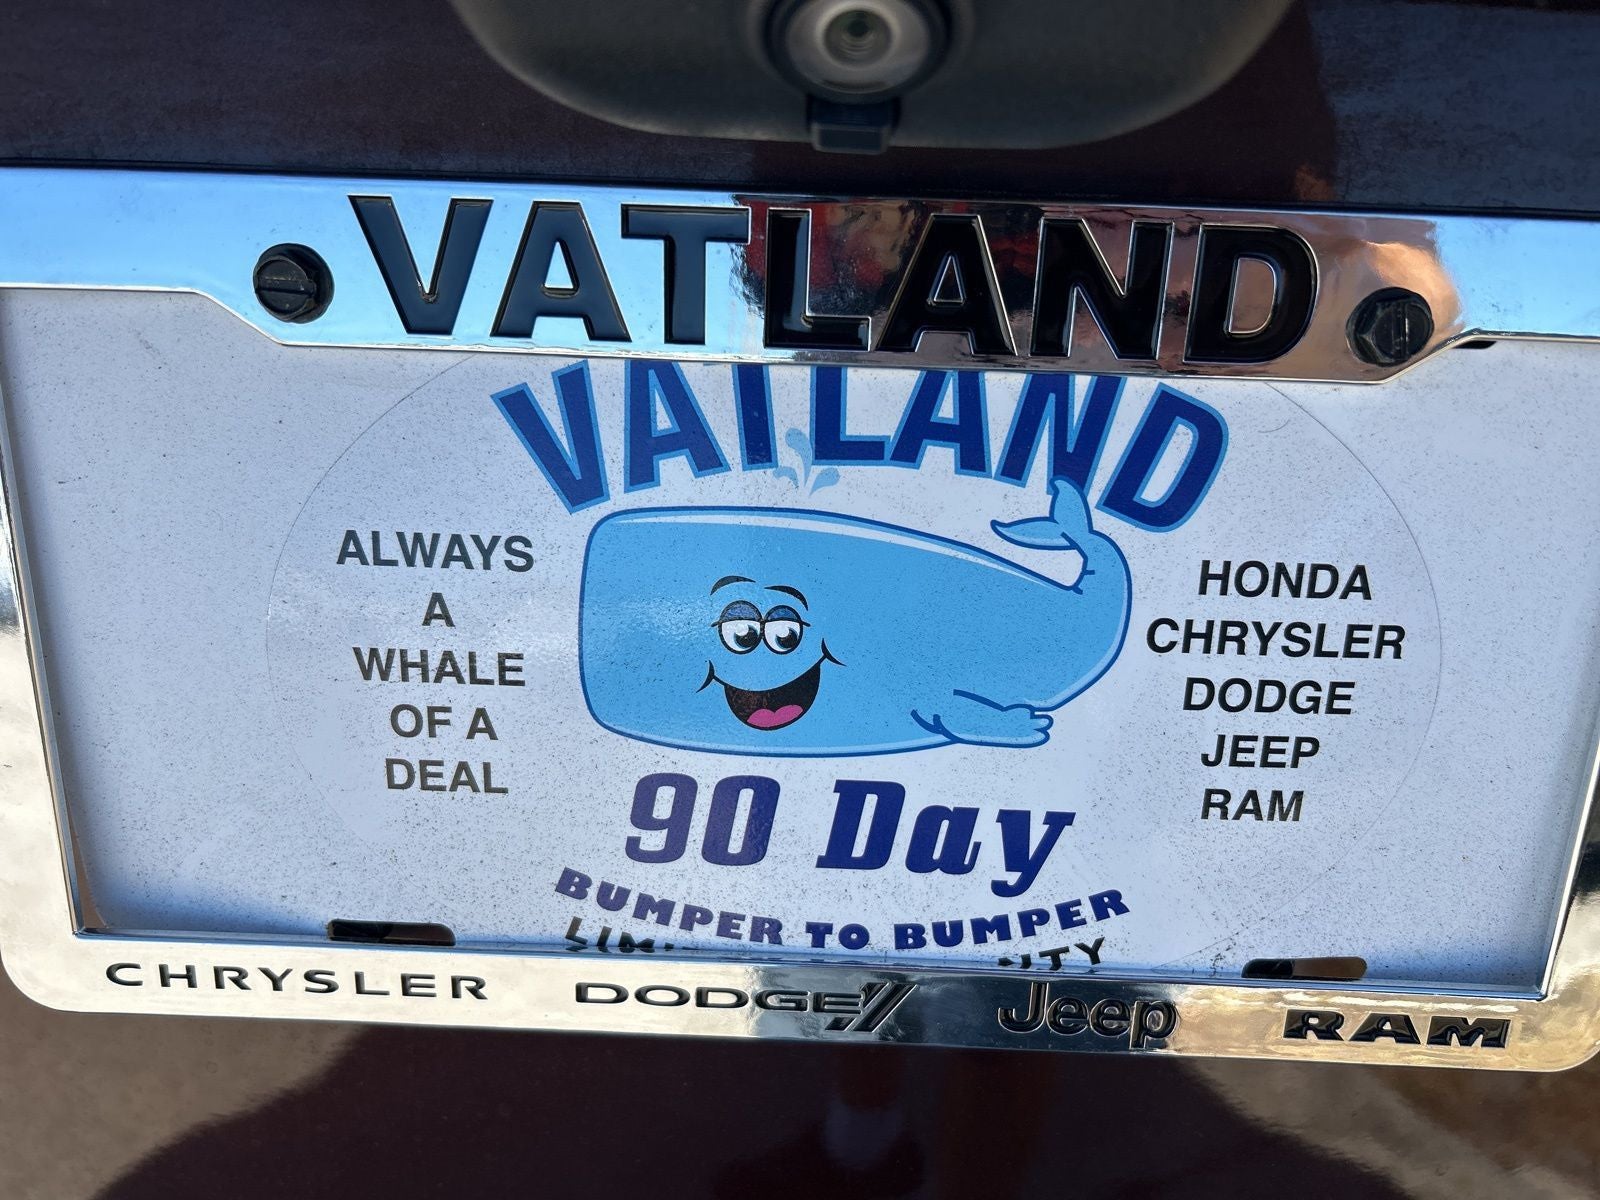 VATLAND
VATLAND
ALWAYS
A
WHALE
OF A
DEAL
HONDA
CHRYSLER
DODGE
JEEP
RAM
90 Day
BUMPER TO BUMPER
CHRYSLER DODGE Jeep RAM